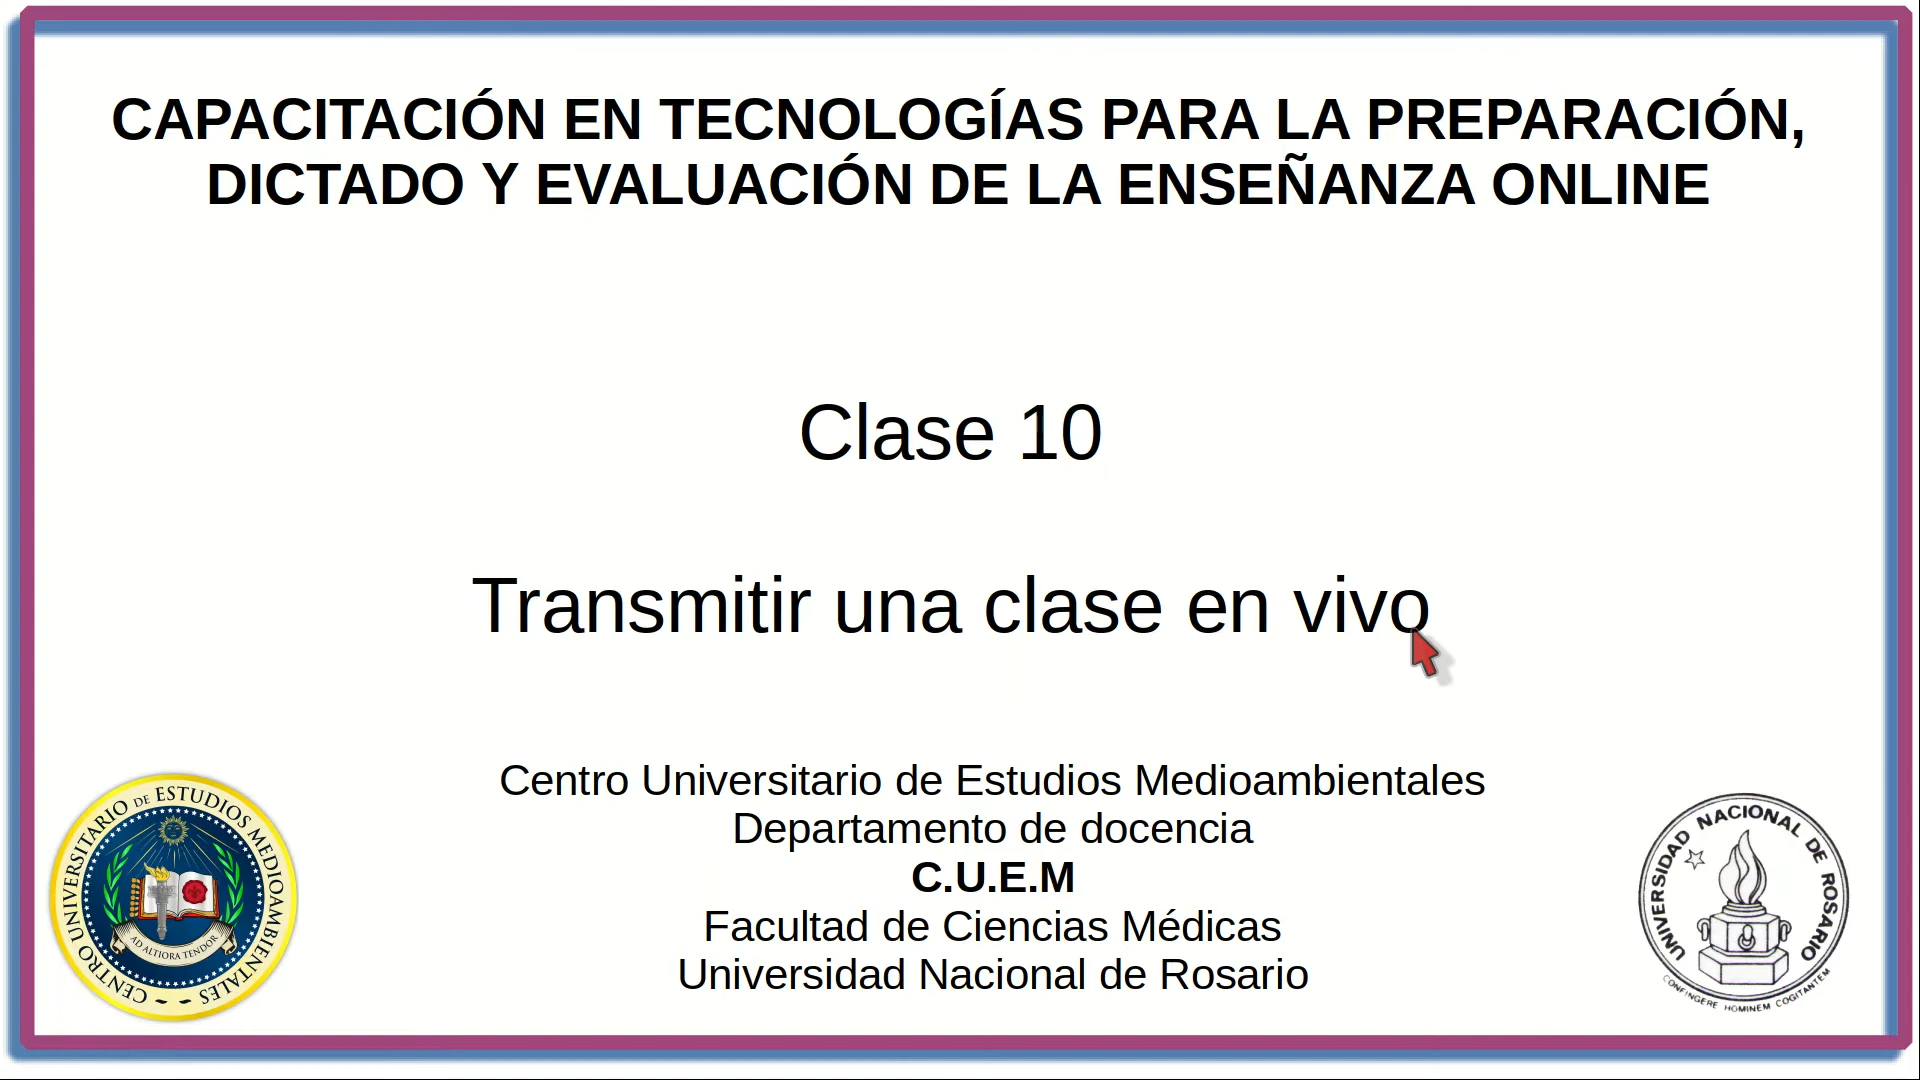 CAPACITACIÓN EN TECNOLOGÍAS PARA LA PREPARACIÓN,
DICTADO Y EVALUACIÓN DE LA ENSEÑANZA ONLINE
Clase 10
Transmitir una clase en vivo
Centro Universitario de Estudios Medioambientales
Departamento de docencia
C.U.E.M
Facultad de Ciencias Médicas
Universidad Nacional de Rosario
CENTRO UNIVERSITARIO DE ESTUDIOS MEDIOAMBIENTALES
AD ALTIORA TENDOR
UNIVERSIDAD NACIONAL DE ROSARIO
CONFINGERE HOMINEM COGITANTEM